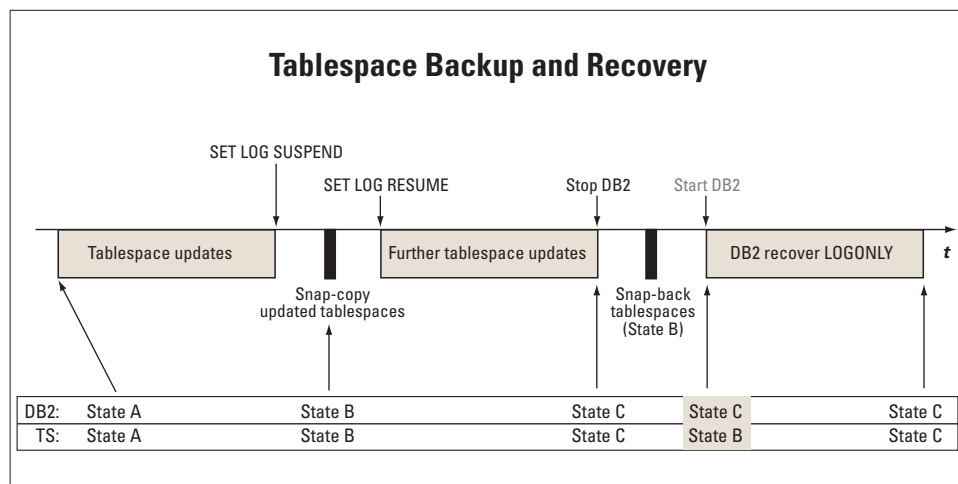 Tablespace Backup and Recovery
SET LOG SUSPEND
SET LOG RESUME
Stop DB2
Start DB2
Tablespace updates
Further tablespace updates
DB2 recover LOGONLY
t
Snap-copy
updated tablespaces
Snap-back
tablespaces
(State B)
DB2: State A State B State C State C State C
TS: State A State B State C State B State C